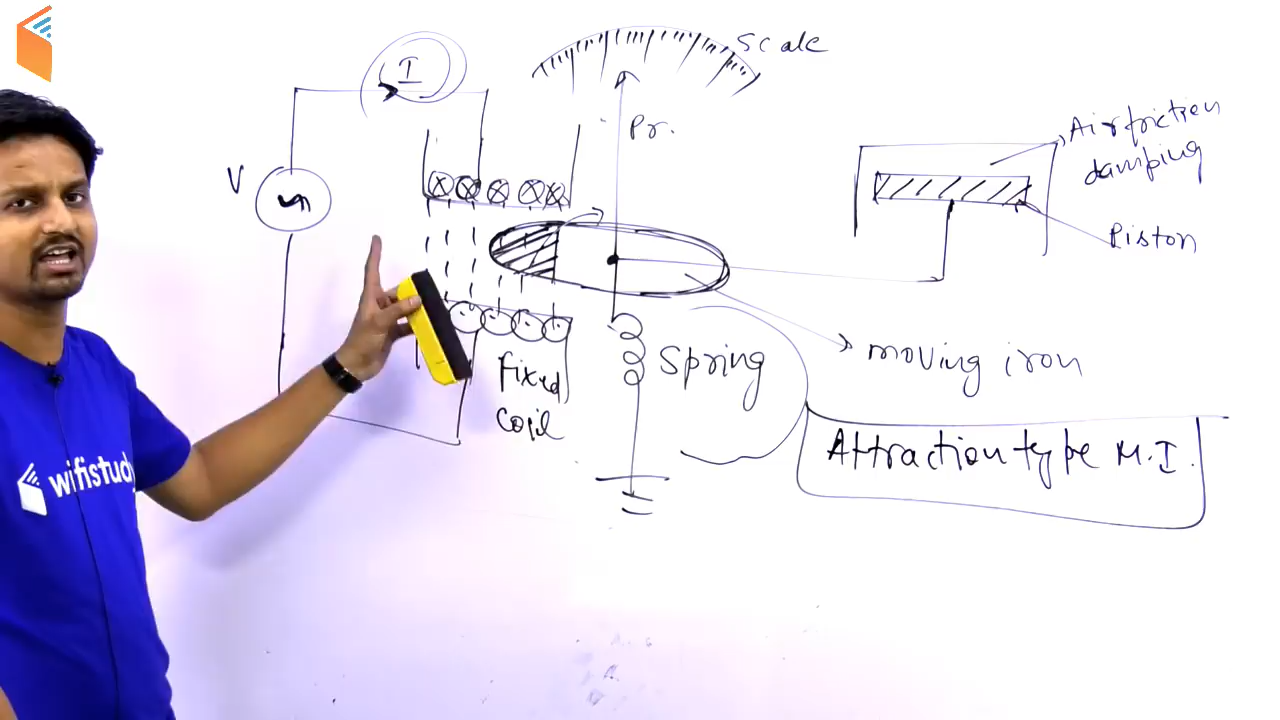 I
Scale
Pr.
V
Air friction
damping
Piston
Fixed
coil
Spring
moving iron
Attraction type M.I.
wifistudy